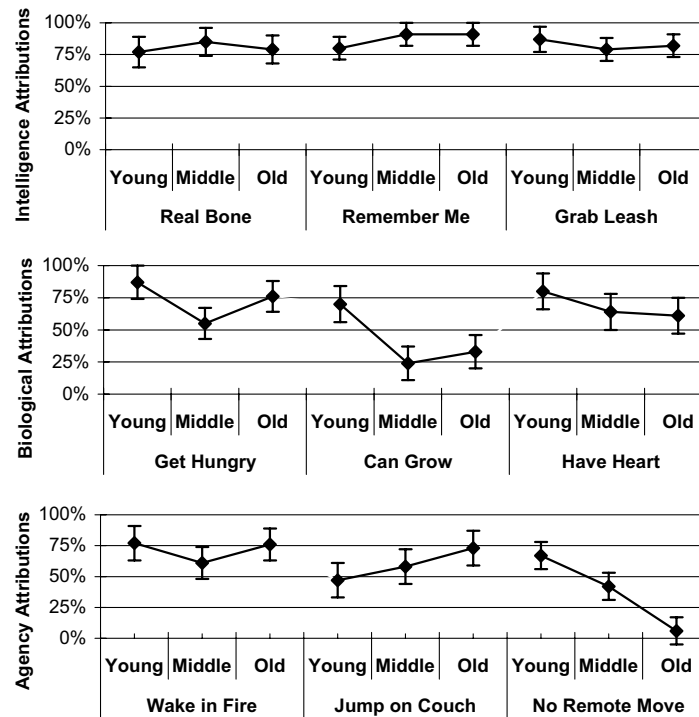 Intelligence Attributions
100%
75%
50%
25%
0%
Young Middle Old Young Middle Old Young Middle Old
Real Bone Remember Me Grab Leash
Biological Attributions
100%
75%
50%
25%
0%
Young Middle Old Young Middle Old Young Middle Old
Get Hungry Can Grow Have Heart
Agency Attributions
100%
75%
50%
25%
0%
Young Middle Old Young Middle Old Young Middle Old
Wake in Fire Jump on Couch No Remote Move